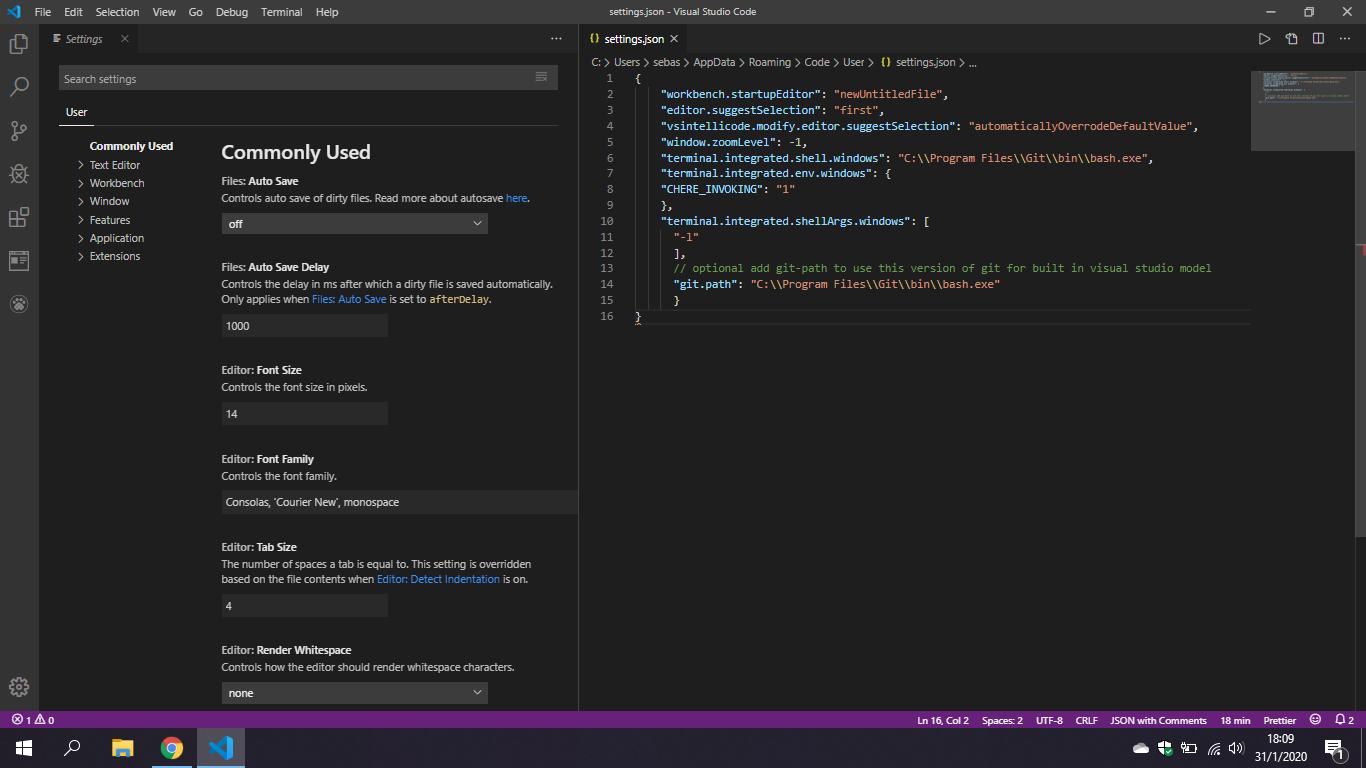 File Edit Selection View Go Debug Terminal Help
settings.json - Visual Studio Code
Settings
settings.json
C: > Users > sebas > AppData > Roaming > Code > User > {} settings.json > ...
Search settings
User
Commonly Used
Text Editor
Workbench
Window
Features
Application
Extensions
Commonly Used
Files: Auto Save
Controls auto save of dirty files. Read more about autosave here.
off
Files: Auto Save Delay
Controls the delay in ms after which a dirty file is saved automatically.
Only applies when Files: Auto Save is set to afterDelay.
1000
Editor: Font Size
Controls the font size in pixels.
14
Editor: Font Family
Controls the font family.
Consolas, 'Courier New', monospace
Editor: Tab Size
The number of spaces a tab is equal to. This setting is overridden
based on the file contents when Editor: Detect Indentation is on.
4
Editor: Render Whitespace
Controls how the editor should render whitespace characters.
none
1 {
2 "workbench.startupEditor": "newUntitledFile",
3 "editor.suggestSelection": "first",
4 "vsintellicode.modify.editor.suggestSelection": "automaticallyOverrodeDefaultValue",
5 "window.zoomLevel": -1,
6 "terminal.integrated.shell.windows": "C:\\Program Files\\Git\\bin\\bash.exe",
7 "terminal.integrated.env.windows": {
8 "CHERE_INVOKING": "1"
9 },
10 "terminal.integrated.shellArgs.windows": [
11 "-l"
12 ],
13 // optional add git-path to use this version of git for built in visual studio model
14 "git.path": "C:\\Program Files\\Git\\bin\\bash.exe"
15 }
16 }
1 0
Ln 16, Col 2 Spaces: 2 UTF-8 CRLF JSON with Comments 18 min Prettier 2
18:09
31/1/2020
1